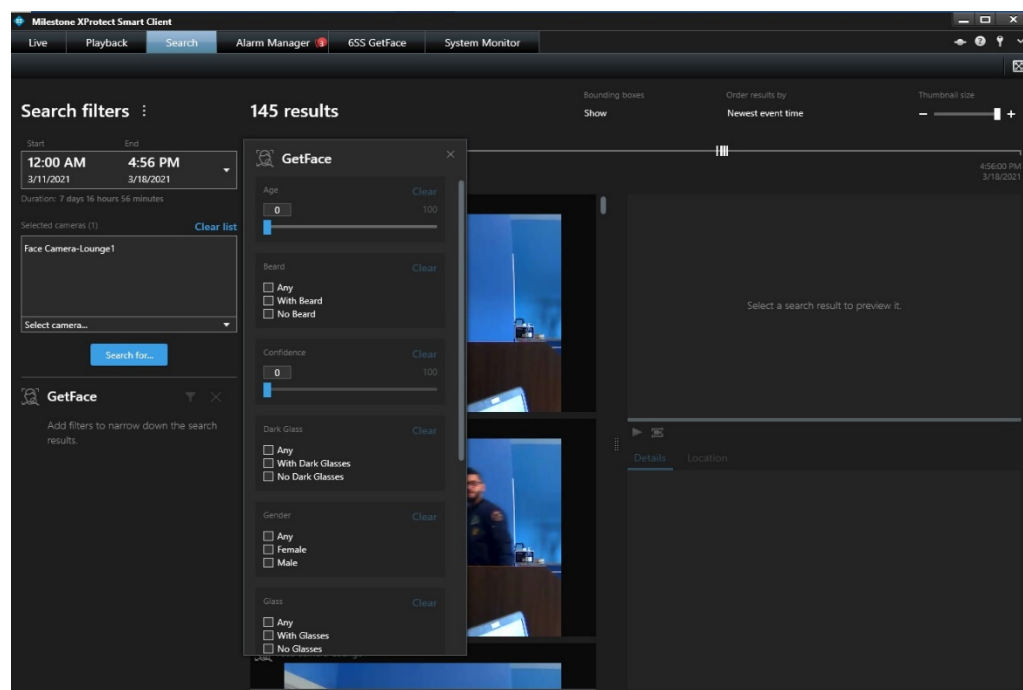 Milestone XProtect Smart Client
Live Playback Search Alarm Manager 6SS GetFace System Monitor
Search filters
145 results
Bounding boxes
Show
Order results by
Newest event time
Thumbnail size
Start End
12:00 AM 4:56 PM
3/11/2021 3/18/2021
Duration: 7 days 16 hours 56 minutes
4:56:00 PM
3/18/2021
Selected cameras (1) Clear list
Face Camera-Lounge1
Select camera...
Search for...
GetFace
Add filters to narrow down the search
results.
GetFace
Age Clear
0 100
Beard Clear
Any
With Beard
No Beard
Confidence Clear
0 100
Dark Glass Clear
Any
With Dark Glasses
No Dark Glasses
Gender Clear
Any
Female
Male
Glass Clear
Any
With Glasses
No Glasses
Select a search result to preview it.
Details Location